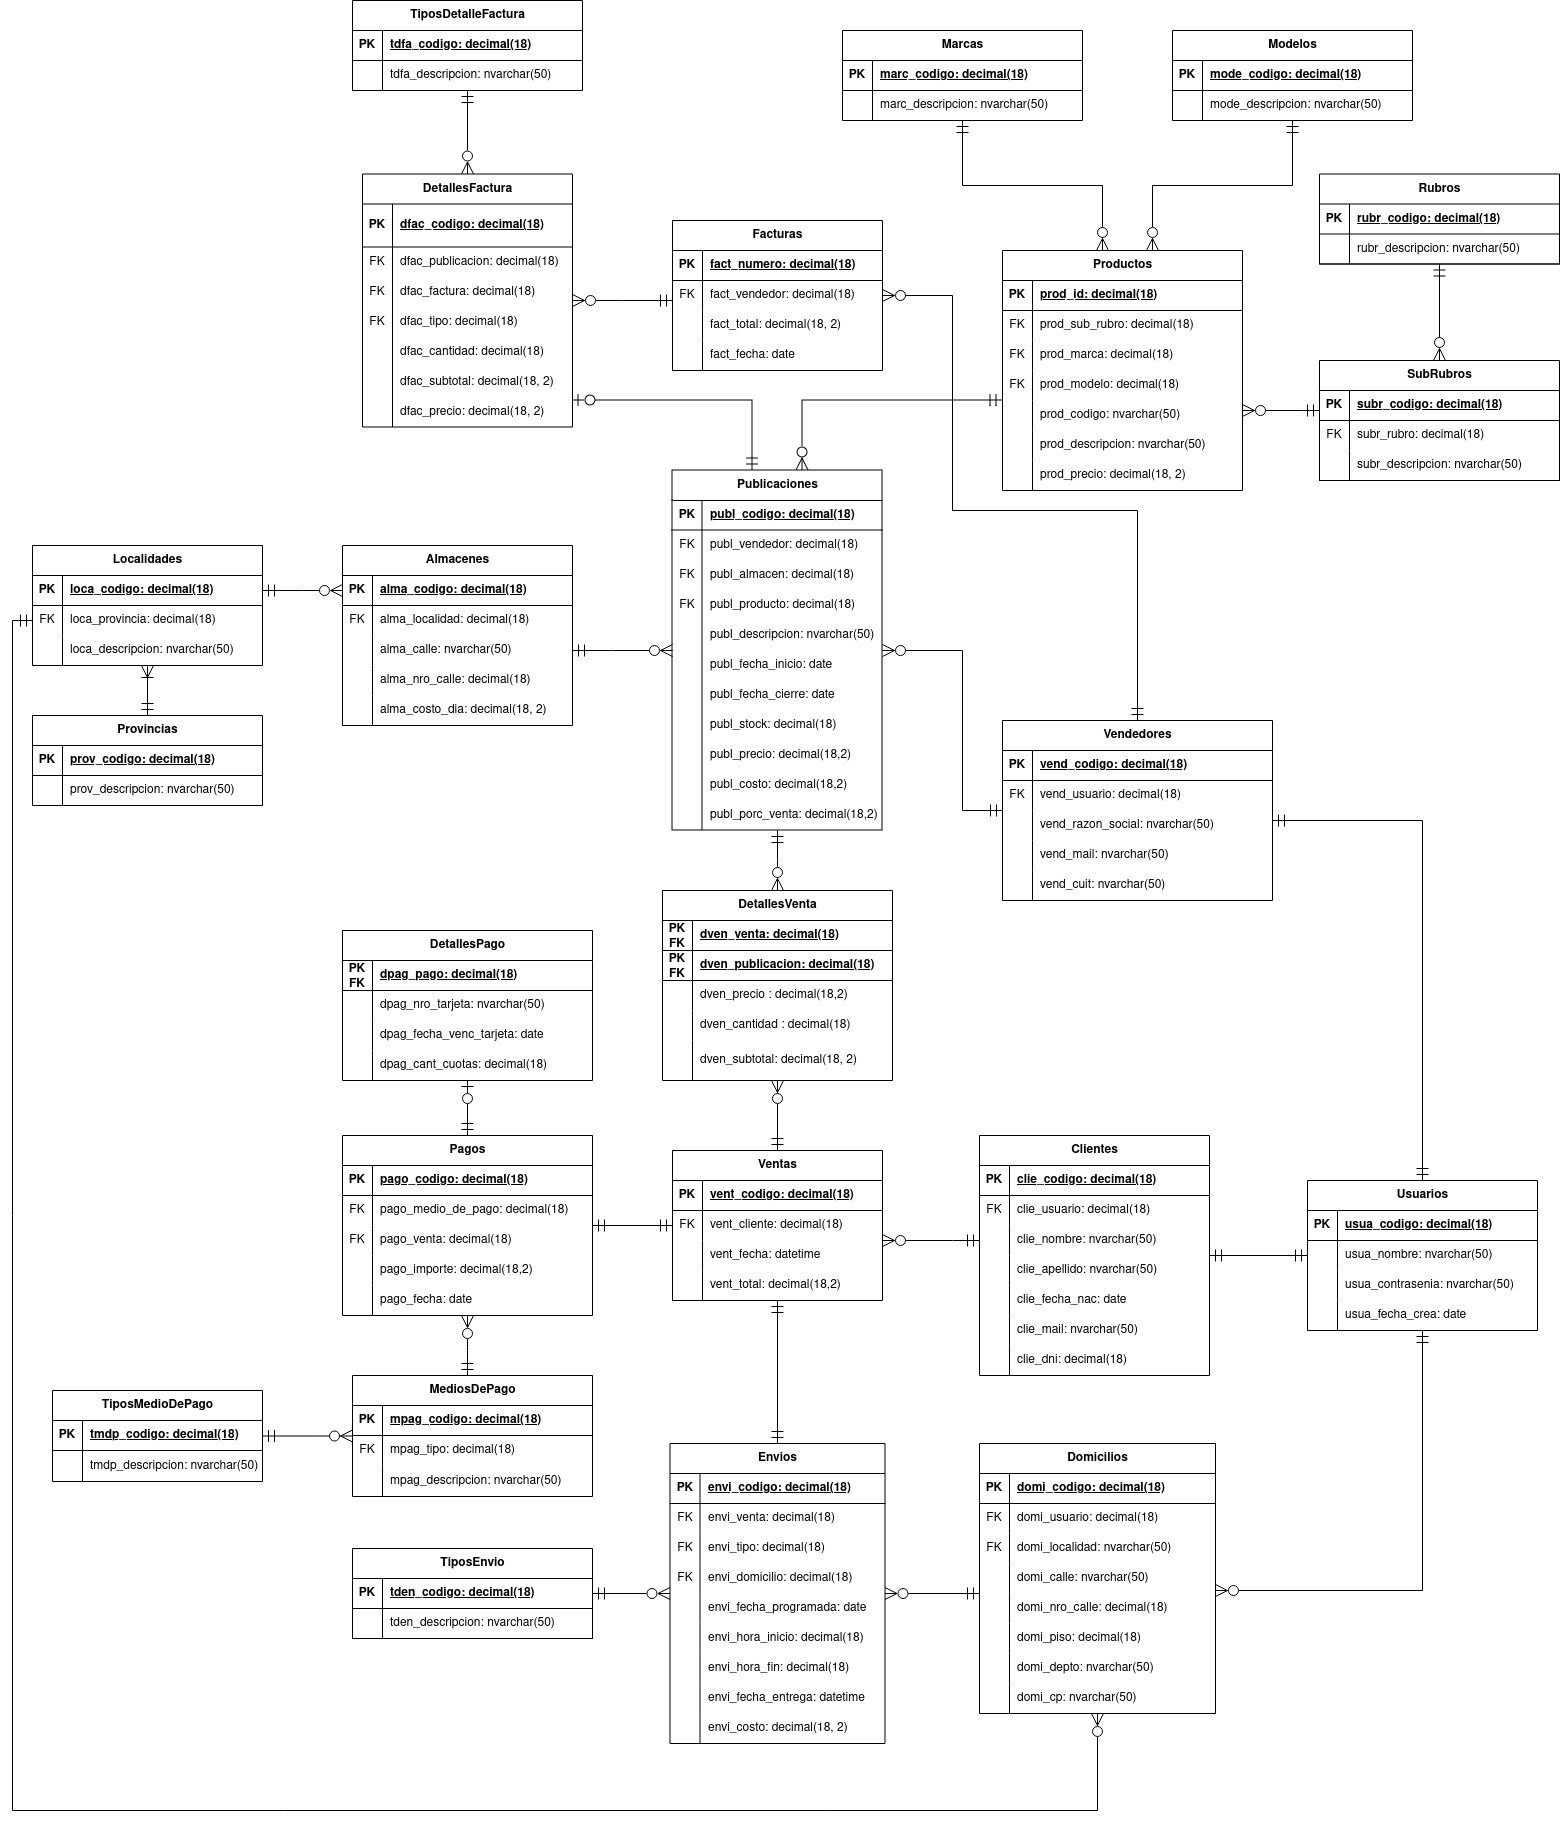 TiposDetalleFactura
PK tdfa_codigo: decimal(18)
tdfa_descripcion: nvarchar(50)
Marcas
PK marc_codigo: decimal(18)
marc_descripcion: nvarchar(50)
Modelos
PK mode_codigo: decimal(18)
mode_descripcion: nvarchar(50)
DetallesFactura
PK dfac_codigo: decimal(18)
FK dfac_publicacion: decimal(18)
FK dfac_factura: decimal(18)
FK dfac_tipo: decimal(18)
dfac_cantidad: decimal(18)
dfac_subtotal: decimal(18, 2)
dfac_precio: decimal(18, 2)
Facturas
PK fact_numero: decimal(18)
FK fact_vendedor: decimal(18)
fact_total: decimal(18, 2)
fact_fecha: date
Productos
PK prod_id: decimal(18)
FK prod_sub_rubro: decimal(18)
FK prod_marca: decimal(18)
FK prod_modelo: decimal(18)
prod_codigo: nvarchar(50)
prod_descripcion: nvarchar(50)
prod_precio: decimal(18, 2)
Rubros
PK rubr_codigo: decimal(18)
rubr_descripcion: nvarchar(50)
SubRubros
PK subr_codigo: decimal(18)
FK subr_rubro: decimal(18)
subr_descripcion: nvarchar(50)
Localidades
PK loca_codigo: decimal(18)
FK loca_provincia: decimal(18)
loca_descripcion: nvarchar(50)
Provincias
PK prov_codigo: decimal(18)
prov_descripcion: nvarchar(50)
Almacenes
PK alma_codigo: decimal(18)
FK alma_localidad: decimal(18)
alma_calle: nvarchar(50)
alma_nro_calle: decimal(18)
alma_costo_dia: decimal(18, 2)
Publicaciones
PK publ_codigo: decimal(18)
FK publ_vendedor: decimal(18)
FK publ_almacen: decimal(18)
FK publ_producto: decimal(18)
publ_descripcion: nvarchar(50)
publ_fecha_inicio: date
publ_fecha_cierre: date
publ_stock: decimal(18)
publ_precio: decimal(18,2)
publ_costo: decimal(18,2)
publ_porc_venta: decimal(18,2)
Vendedores
PK vend_codigo: decimal(18)
FK vend_usuario: decimal(18)
vend_razon_social: nvarchar(50)
vend_mail: nvarchar(50)
vend_cuit: nvarchar(50)
DetallesVenta
PK
FK dven_venta: decimal(18)
PK
FK dven_publicacion: decimal(18)
dven_precio : decimal(18,2)
dven_cantidad : decimal(18)
dven_subtotal: decimal(18, 2)
DetallesPago
PK
FK dpag_pago: decimal(18)
dpag_nro_tarjeta: nvarchar(50)
dpag_fecha_venc_tarjeta: date
dpag_cant_cuotas: decimal(18)
Pagos
PK pago_codigo: decimal(18)
FK pago_medio_de_pago: decimal(18)
FK pago_venta: decimal(18)
pago_importe: decimal(18,2)
pago_fecha: date
Ventas
PK vent_codigo: decimal(18)
FK vent_cliente: decimal(18)
vent_fecha: datetime
vent_total: decimal(18,2)
Clientes
PK clie_codigo: decimal(18)
FK clie_usuario: decimal(18)
clie_nombre: nvarchar(50)
clie_apellido: nvarchar(50)
clie_fecha_nac: date
clie_mail: nvarchar(50)
clie_dni: decimal(18)
Usuarios
PK usua_codigo: decimal(18)
usua_nombre: nvarchar(50)
usua_contrasenia: nvarchar(50)
usua_fecha_crea: date
TiposMedioDePago
PK tmdp_codigo: decimal(18)
tmdp_descripcion: nvarchar(50)
MediosDePago
PK mpag_codigo: decimal(18)
FK mpag_tipo: decimal(18)
mpag_descripcion: nvarchar(50)
TiposEnvio
PK tden_codigo: decimal(18)
tden_descripcion: nvarchar(50)
Envios
PK envi_codigo: decimal(18)
FK envi_venta: decimal(18)
FK envi_tipo: decimal(18)
FK envi_domicilio: decimal(18)
envi_fecha_programada: date
envi_hora_inicio: decimal(18)
envi_hora_fin: decimal(18)
envi_fecha_entrega: datetime
envi_costo: decimal(18, 2)
Domicilios
PK domi_codigo: decimal(18)
FK domi_usuario: decimal(18)
FK domi_localidad: nvarchar(50)
domi_calle: nvarchar(50)
domi_nro_calle: decimal(18)
domi_piso: decimal(18)
domi_depto: nvarchar(50)
domi_cp: nvarchar(50)